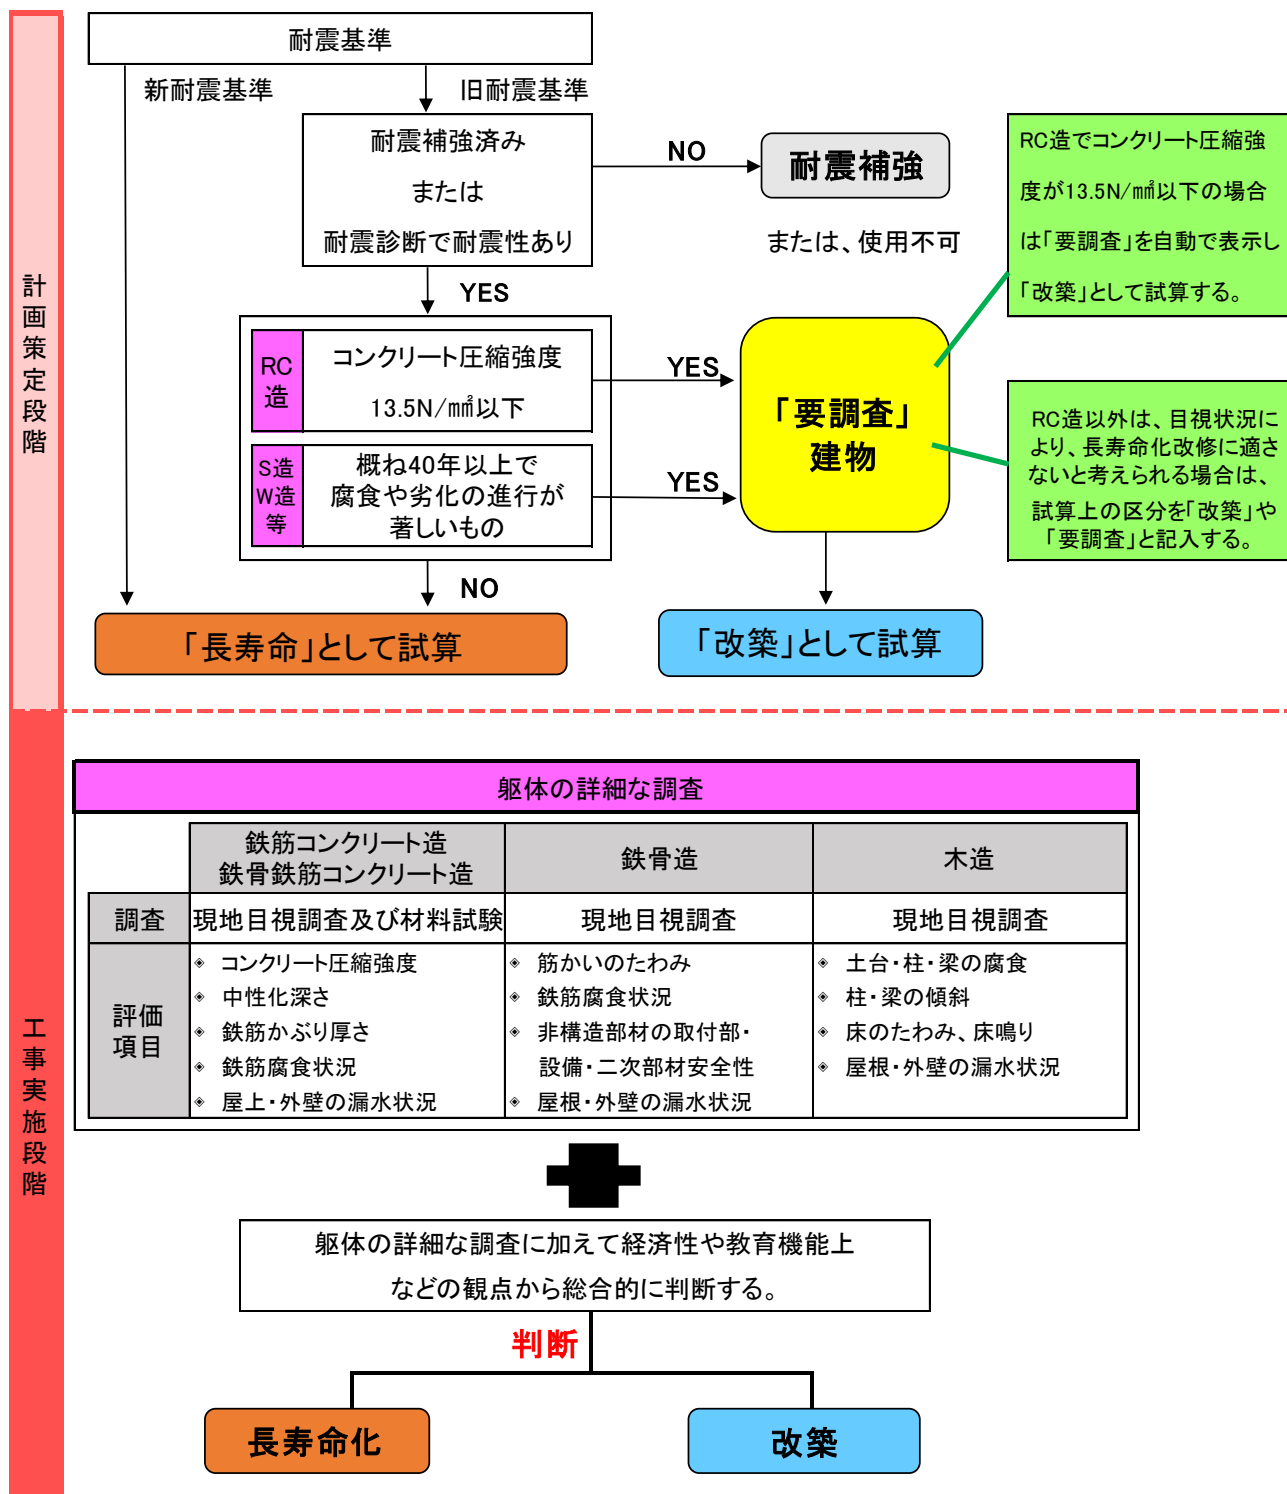 計画策定段階
耐震基準
新耐震基準
旧耐震基準
耐震補強済み
または
耐震診断で耐震性あり
NO
耐震補強
または、使用不可
RC造でコンクリート圧縮強
度が13.5N/㎟以下の場合
は「要調査」を自動で表示し
「改築」として試算する。
YES
RC
造
コンクリート圧縮強度
13.5N/㎟以下
YES
「要調査」
建物
S造
W造
等
概ね40年以上で
腐食や劣化の進行が
著しいもの
YES
RC造以外は、目視状況に
より、長寿命化改修に適さ
ないと考えられる場合は、
試算上の区分を「改築」や
「要調査」と記入する。
NO
「長寿命」として試算
「改築」として試算
工事実施段階
躯体の詳細な調査
鉄筋コンクリート造
鉄骨鉄筋コンクリート造
鉄骨造
木造
調査
現地目視調査及び材料試験
現地目視調査
現地目視調査
評価
項目
◈ コンクリート圧縮強度
◈ 中性化深さ
◈ 鉄筋かぶり厚さ
◈ 鉄筋腐食状況
◈ 屋上・外壁の漏水状況
◈ 筋かいのたわみ
◈ 鉄筋腐食状況
◈ 非構造部材の取付部・
設備・二次部材安全性
◈ 屋根・外壁の漏水状況
◈ 土台・柱・梁の腐食
◈ 柱・梁の傾斜
◈ 床のたわみ、床鳴り
◈ 屋根・外壁の漏水状況
躯体の詳細な調査に加えて経済性や教育機能上
などの観点から総合的に判断する。
判断
長寿命化
改築